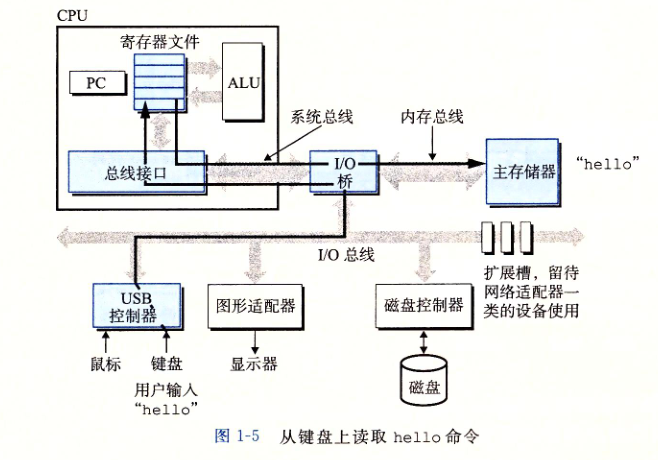 CPU
寄存器文件
PC
ALU
系统总线
内存总线
总线接口
I/O
桥
主存储器
“hello”
I/O 总线
扩展槽，留待
网络适配器一
类的设备使用
USB
控制器
图形适配器
磁盘控制器
鼠标
键盘
显示器
用户输入
“hello”
磁盘
图 1-5 从键盘上读取 hello 命令